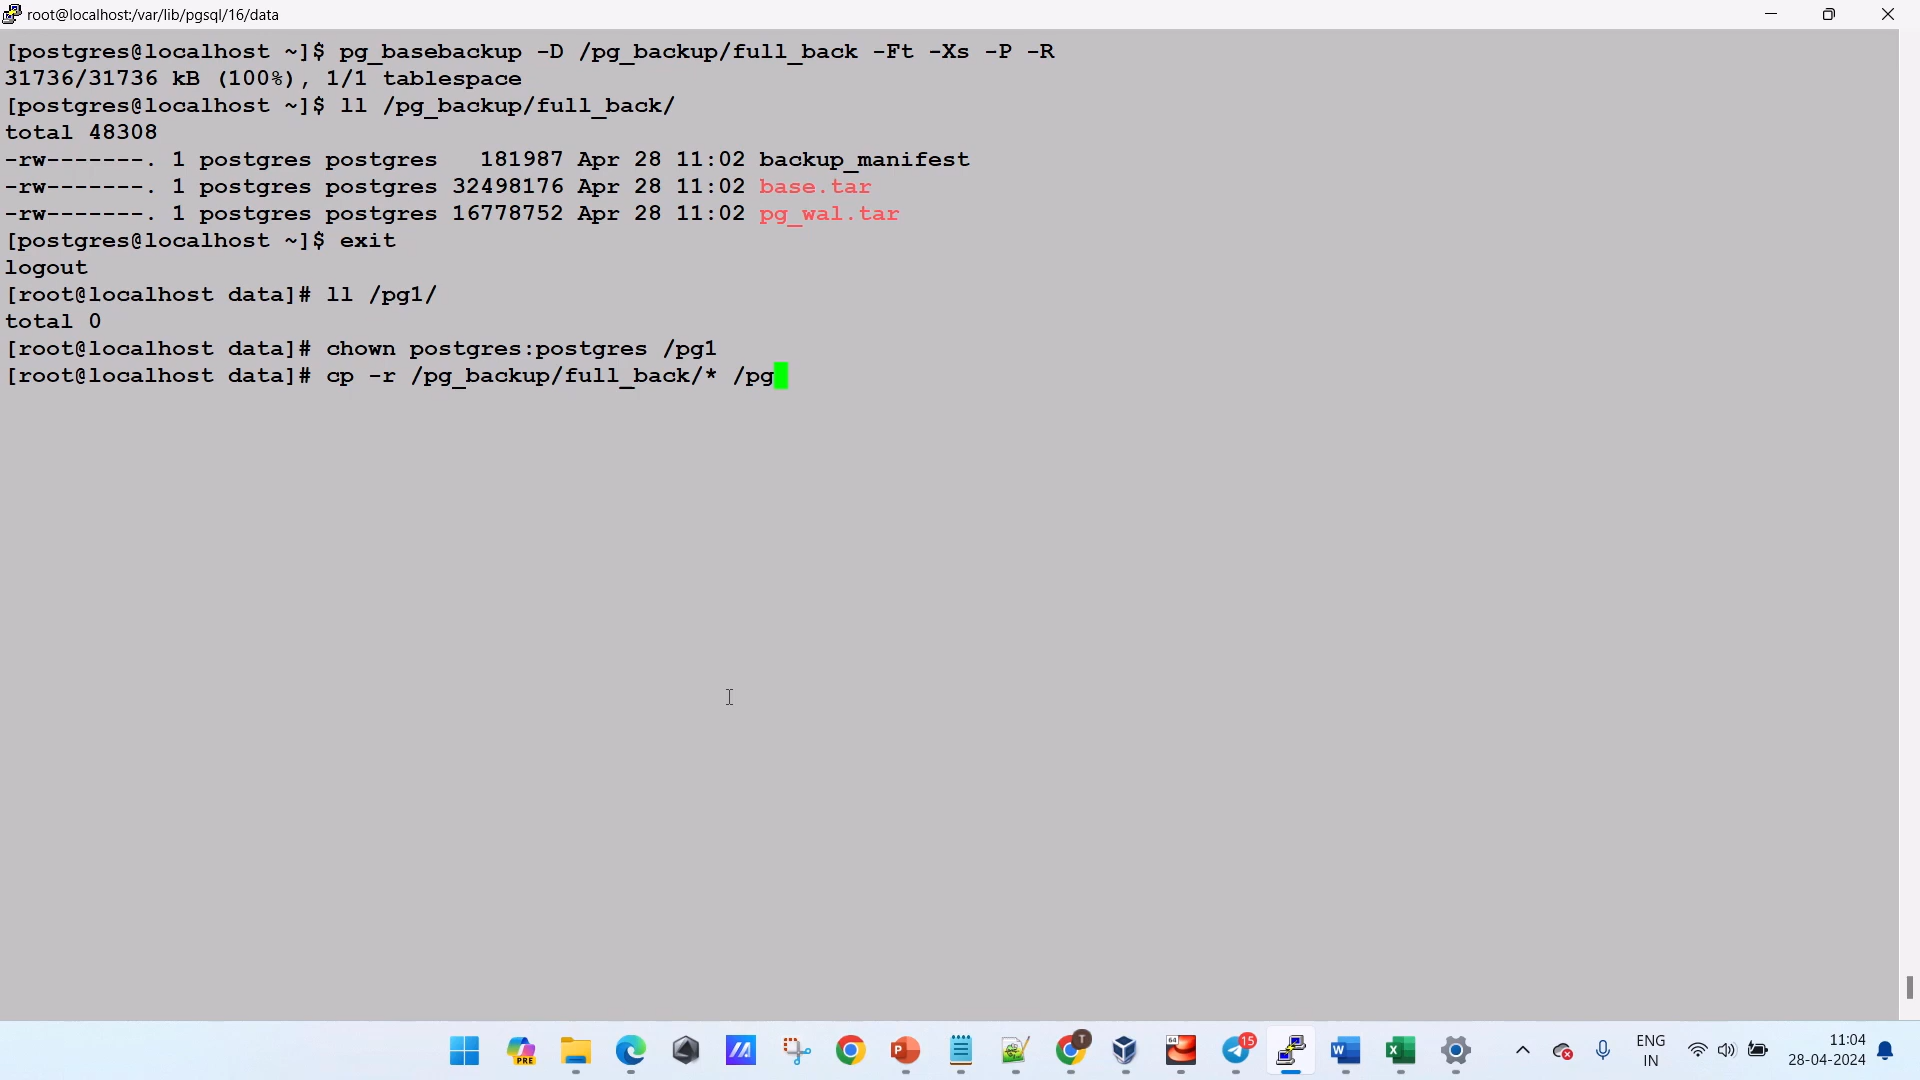 root@localhost:/var/lib/pgsql/16/data
[postgres@localhost ~]$ pg_basebackup -D /pg_backup/full_back -Ft -Xs -P -R
31736/31736 kB (100%), 1/1 tablespace
[postgres@localhost ~]$ ll /pg_backup/full_back/
total 48308
-rw-------. 1 postgres postgres   181987 Apr 28 11:02 backup_manifest
-rw-------. 1 postgres postgres 32498176 Apr 28 11:02 base.tar
-rw-------. 1 postgres postgres 16778752 Apr 28 11:02 pg_wal.tar
[postgres@localhost ~]$ exit
logout
[root@localhost data]# ll /pg1/
total 0
[root@localhost data]# chown postgres:postgres /pg1
[root@localhost data]# cp -r /pg_backup/full_back/* /pg
PRE
T
64
15
ENG
IN
11:04
28-04-2024